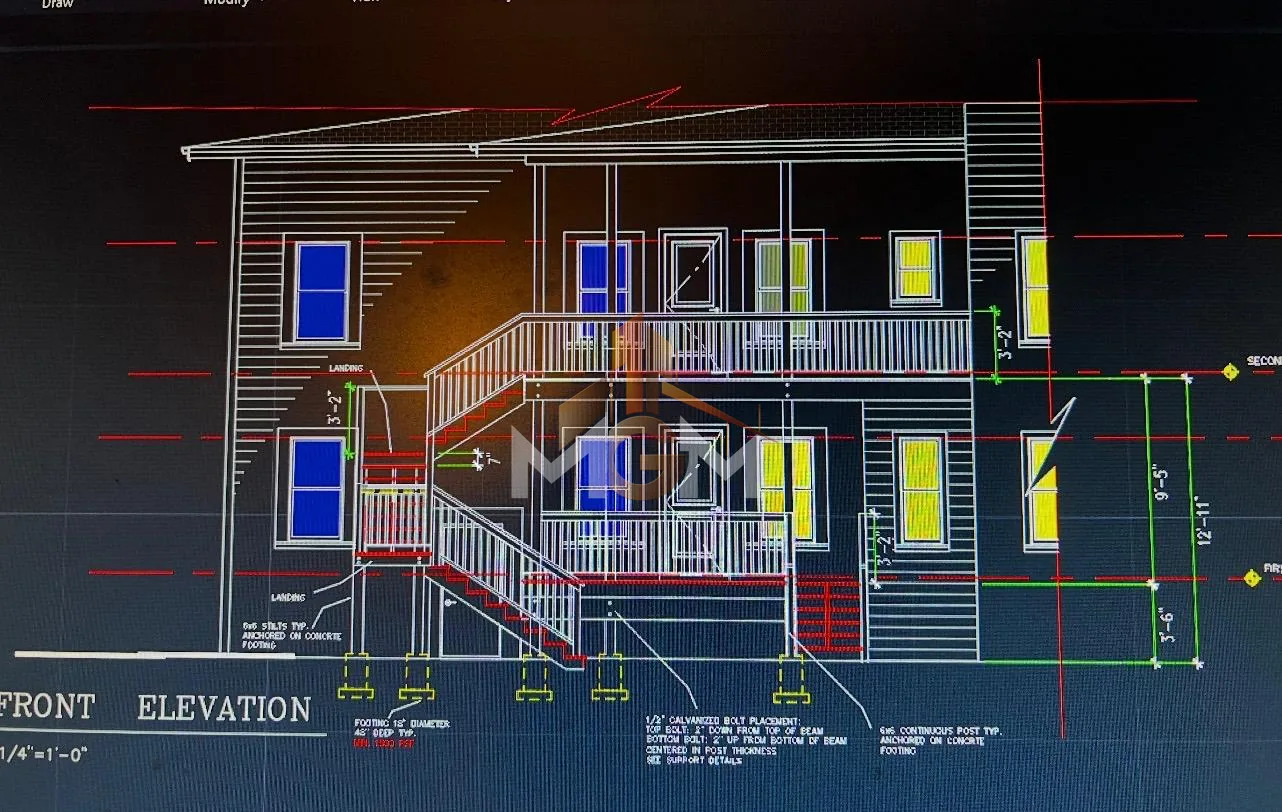 Draw
Modify
LANDING
3'-2"
3'-2"
SECON
7"
MGM
9'-5"
12'-11"
3'-2"
FIRS
LANDING
6x6 STILTS TYP.
ANCHORED ON CONCRTE
FOOTING
3'-6"
FRONT ELEVATION
1/4"=1'-0"
FOOTING 18" DIAMETER
48" DEEP TYP.
1/2" GALVANIZED BOLT PLACEMENT:
TOP BOLT: 2" DOWN FROM TOP OF BEAM
BOTTOM BOLT: 2" UP FROM BOTTOM OF BEAM
CENTERED IN POST THICKNESS
SEE SUPPORT DETAILS
6x6 CONTINUOUS POST TYP.
ANCHORED ON CONCRTE
FOOTING